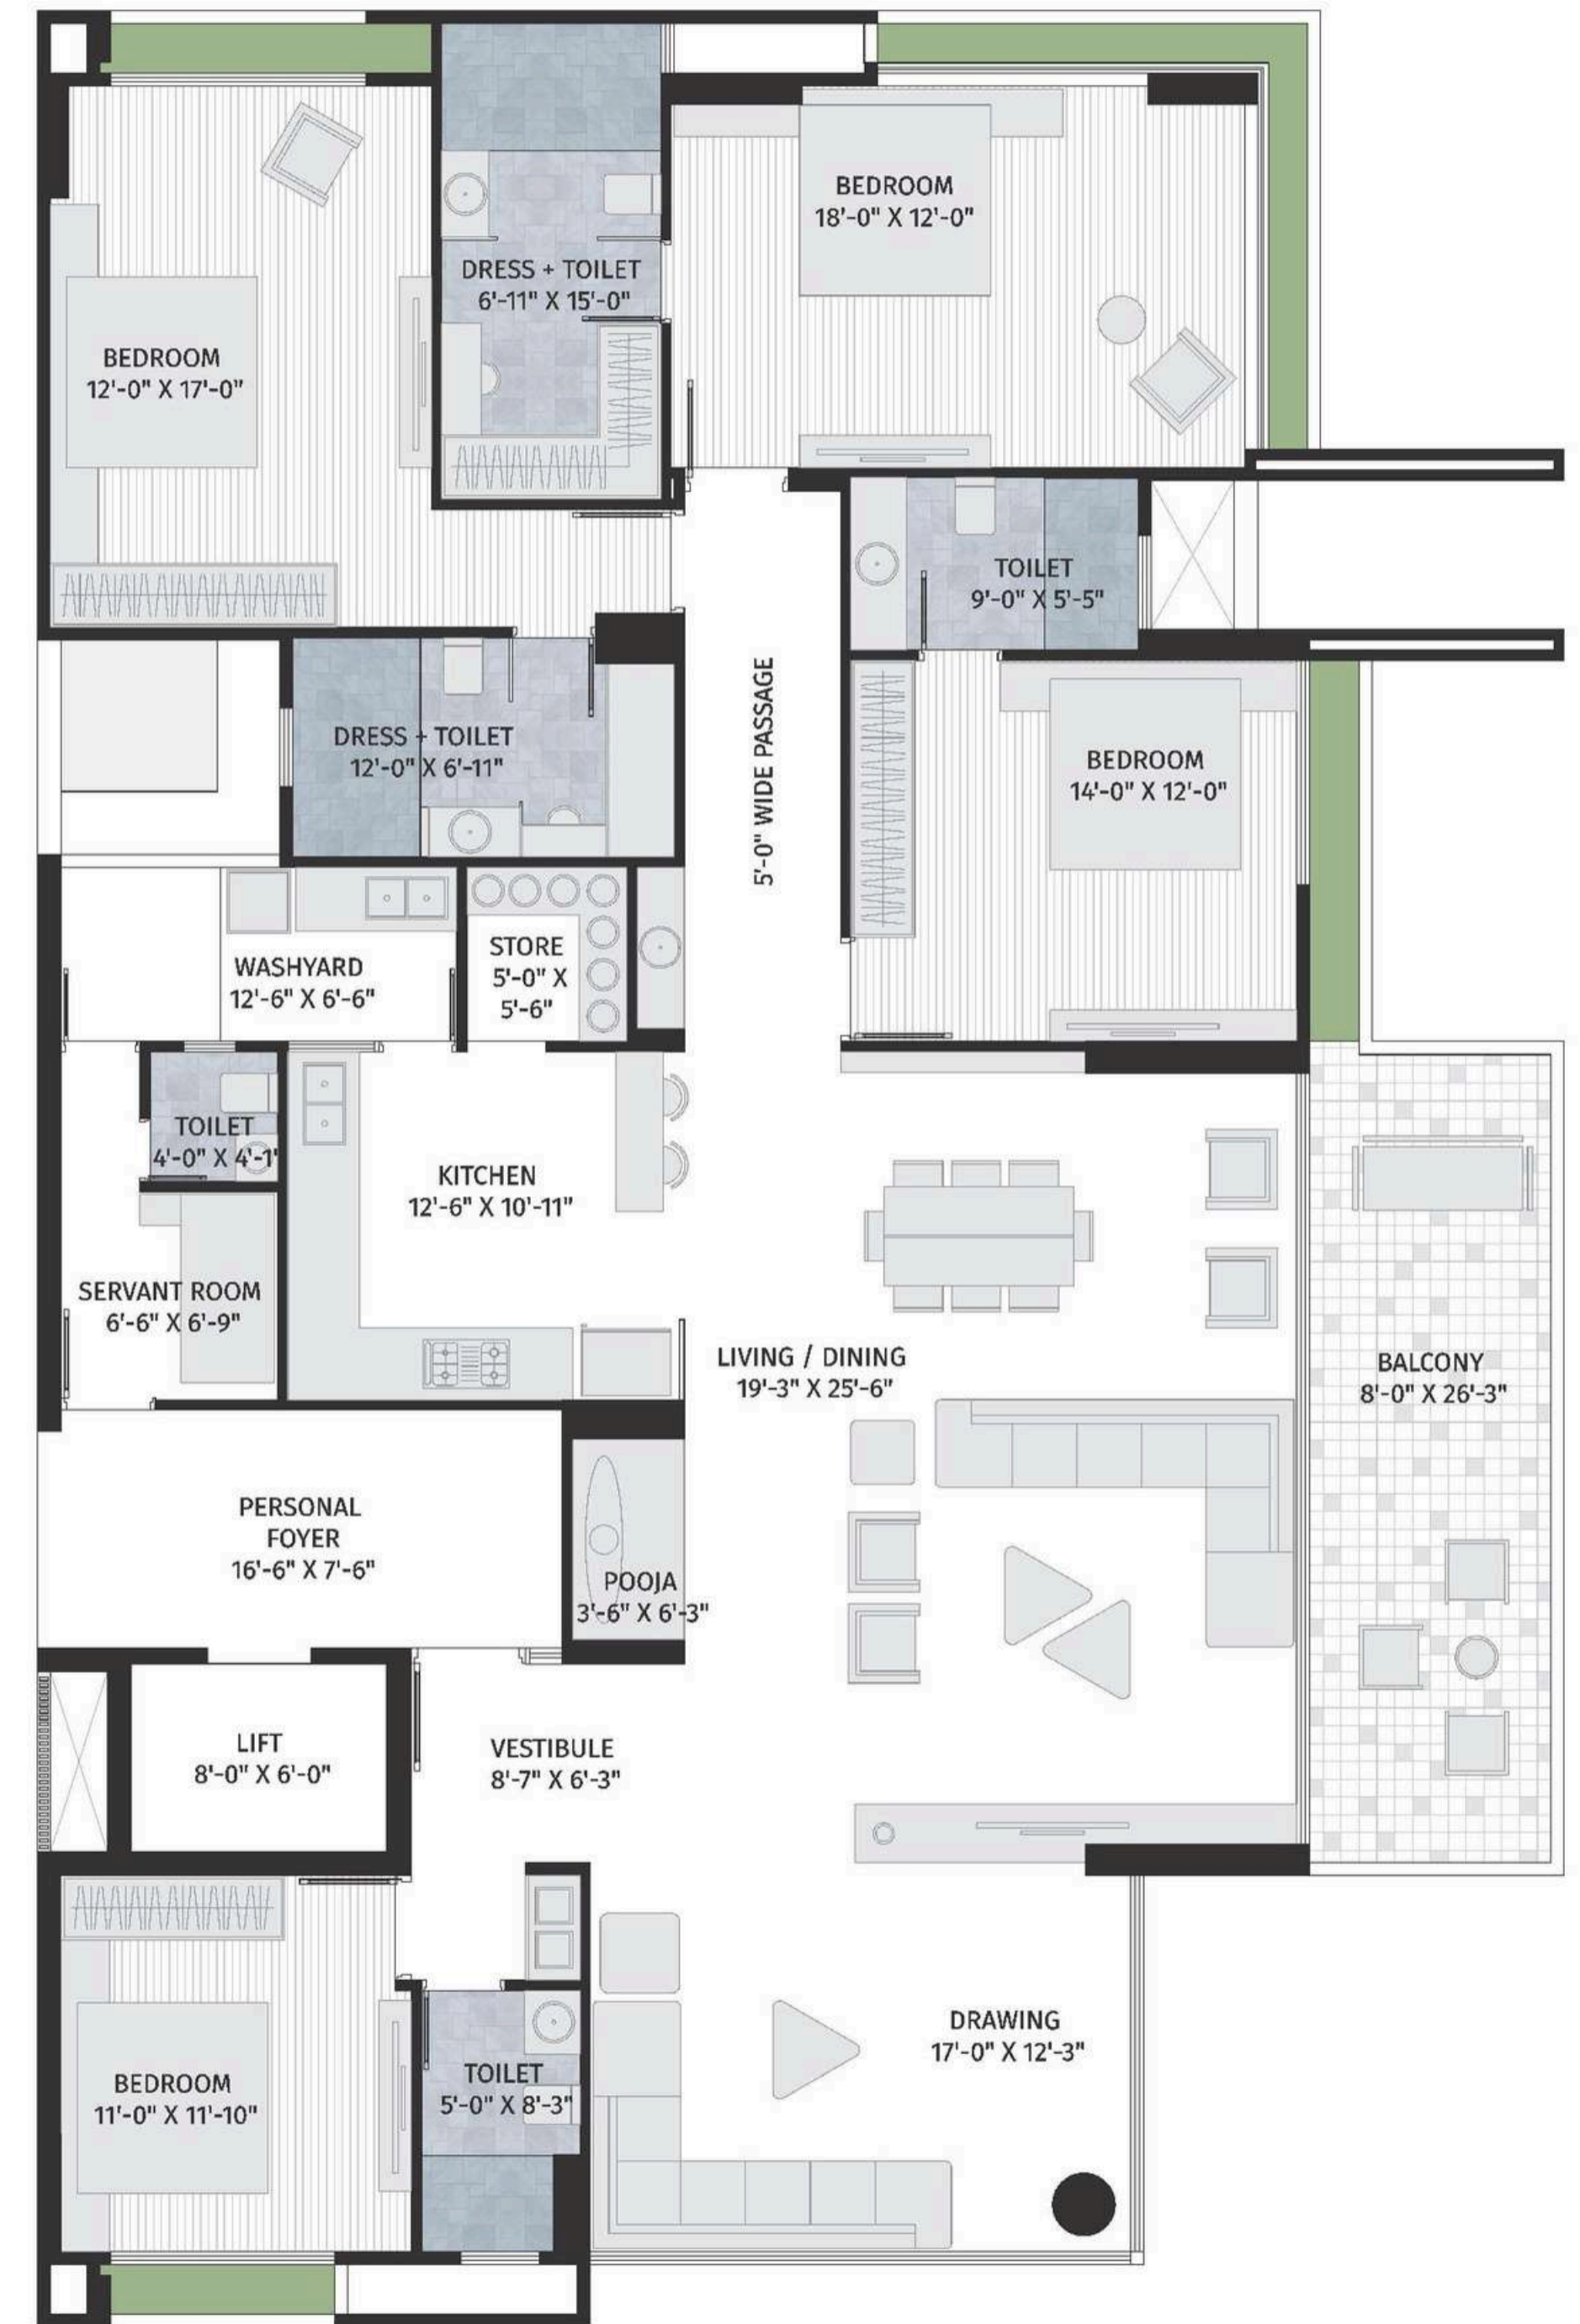 BEDROOM
18'-0" X 12'-0"
DRESS + TOILET
6'-11" X 15'-0"
BEDROOM
12'-0" X 17'-0"
TOILET
9'-0" X 5'-5"
DRESS + TOILET
12'-0" X 6'-11"
5'-0" WIDE PASSAGE
BEDROOM
14'-0" X 12'-0"
WASHYARD
12'-6" X 6'-6"
STORE
5'-0" X
5'-6"
TOILET
4'-0" X 4'-1"
KITCHEN
12'-6" X 10'-11"
SERVANT ROOM
6'-6" X 6'-9"
LIVING / DINING
19'-3" X 25'-6"
BALCONY
8'-0" X 26'-3"
PERSONAL
FOYER
16'-6" X 7'-6"
POOJA
3'-6" X 6'-3"
LIFT
8'-0" X 6'-0"
VESTIBULE
8'-7" X 6'-3"
DRAWING
17'-0" X 12'-3"
BEDROOM
11'-0" X 11'-10"
TOILET
5'-0" X 8'-3"